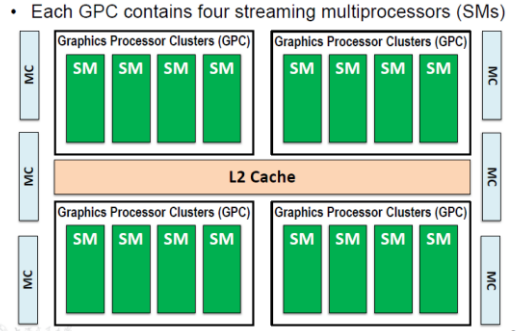 • Each GPC contains four streaming multiprocessors (SMs)
Graphics Processor Clusters (GPC)
SM SM SM SM
Graphics Processor Clusters (GPC)
SM SM SM SM
MC
MC
L2 Cache
MC
MC
Graphics Processor Clusters (GPC)
SM SM SM SM
Graphics Processor Clusters (GPC)
SM SM SM SM
MC
MC